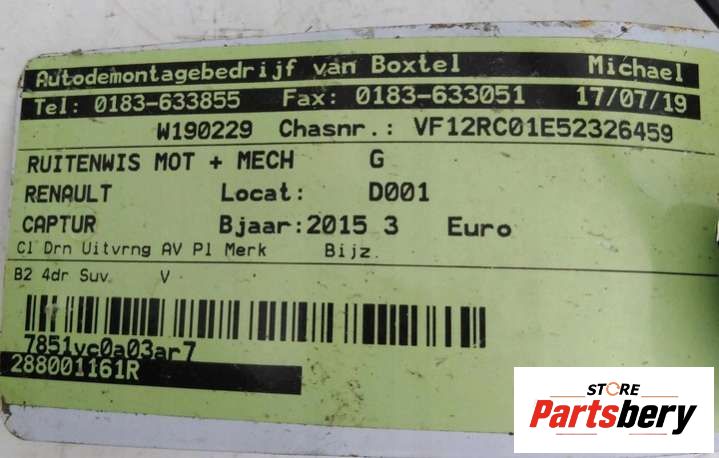 Autodemontagebedrijf van Boxtel Michael
Tel: 0183-633855 Fax: 0183-633051 17/07/19
W190229 Chasnr.: VF12RC01E52326459
RUITENWIS MOT + MECH G
RENAULT Locat: D001
CAPTUR Bjaar:2015 3 Euro
Cl Drn Uitvrng AV Pl Merk Bijz.
B2 4dr Suv. V
7851vc0a03ar7
288001161R
STORE
Partsbery